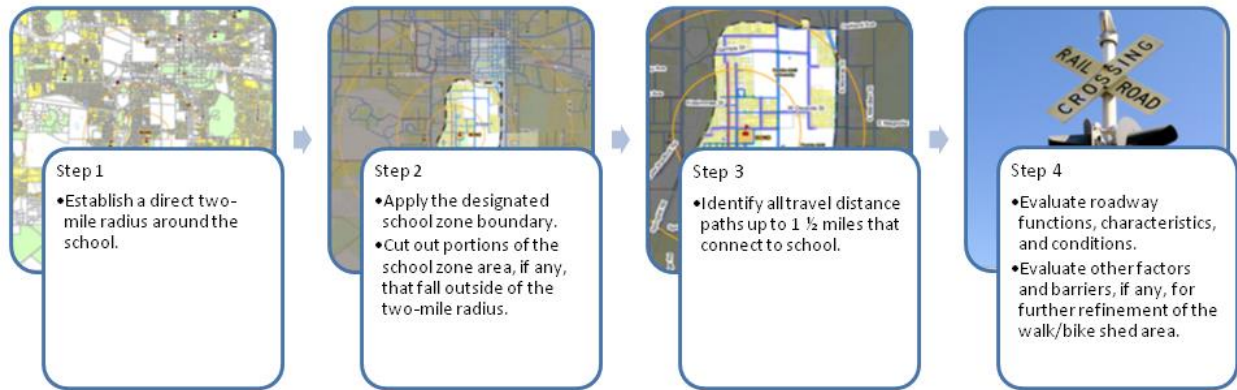 Step 1
•Establish a direct two-
mile radius around the
school.
Step 2
•Apply the designated
school zone boundary.
•Cut out portions of the
school zone area, if any,
that fall outside of the
two-mile radius.
Step 3
•Identify all travel distance
paths up to 1 ½ miles that
connect to school.
RAIL ROAD
CROSSING
Step 4
•Evaluate roadway
functions, characteristics,
and conditions.
•Evaluate other factors
and barriers, if any, for
further refinement of the
walk/bike shed area.